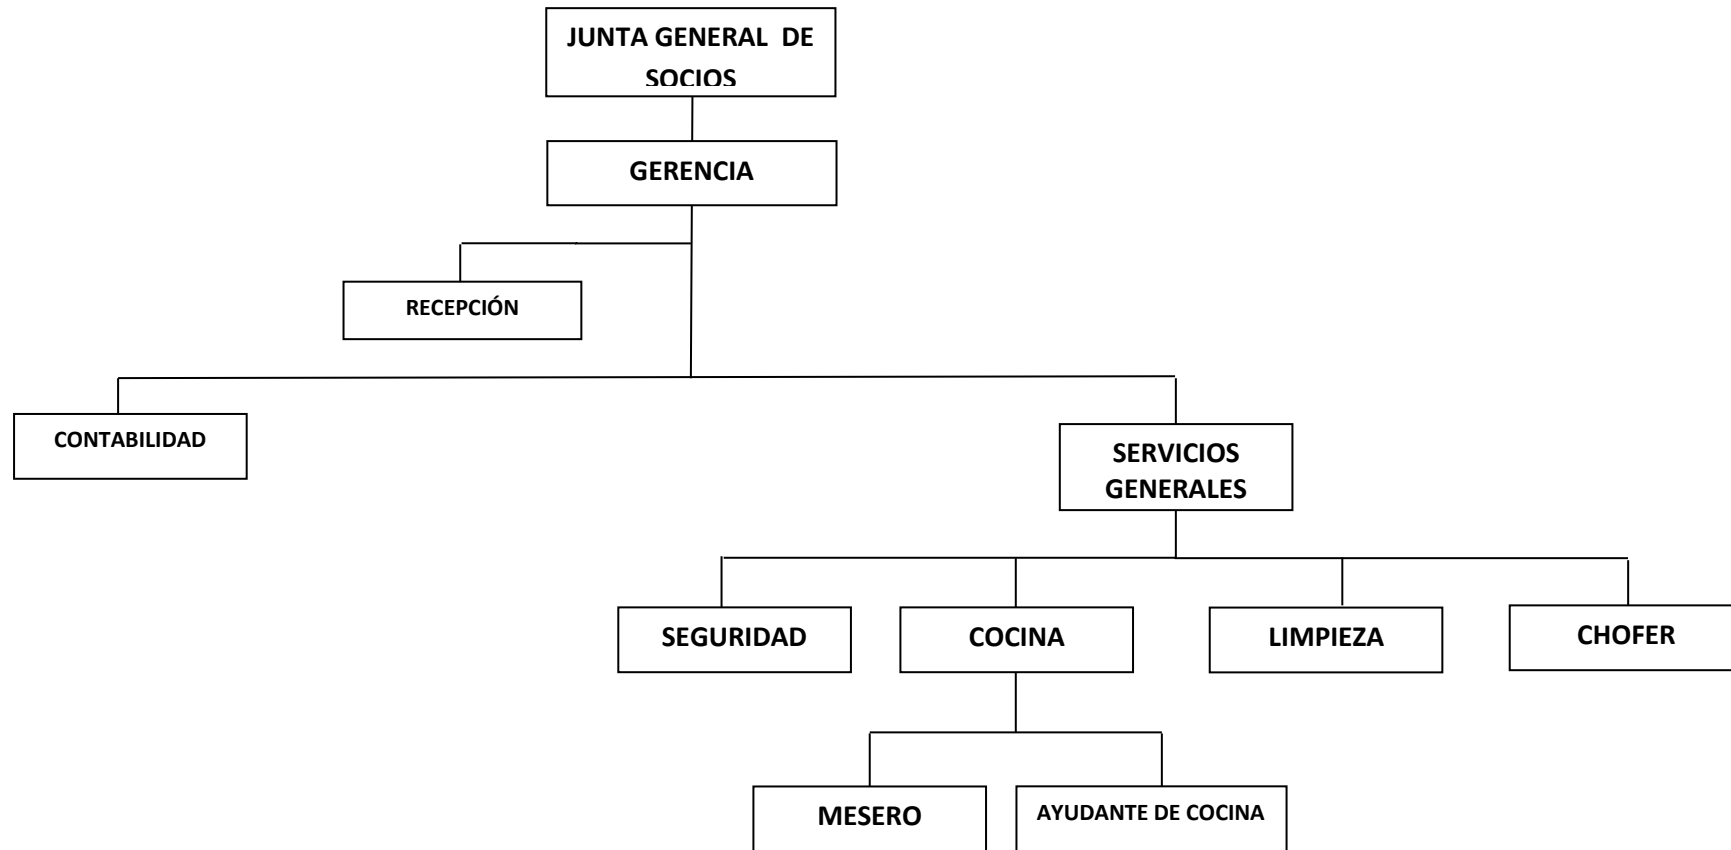 JUNTA GENERAL DE
SOCIOS
GERENCIA
RECEPCIÓN
CONTABILIDAD
SERVICIOS
GENERALES
SEGURIDAD
COCINA
LIMPIEZA
CHOFER
MESERO
AYUDANTE DE COCINA